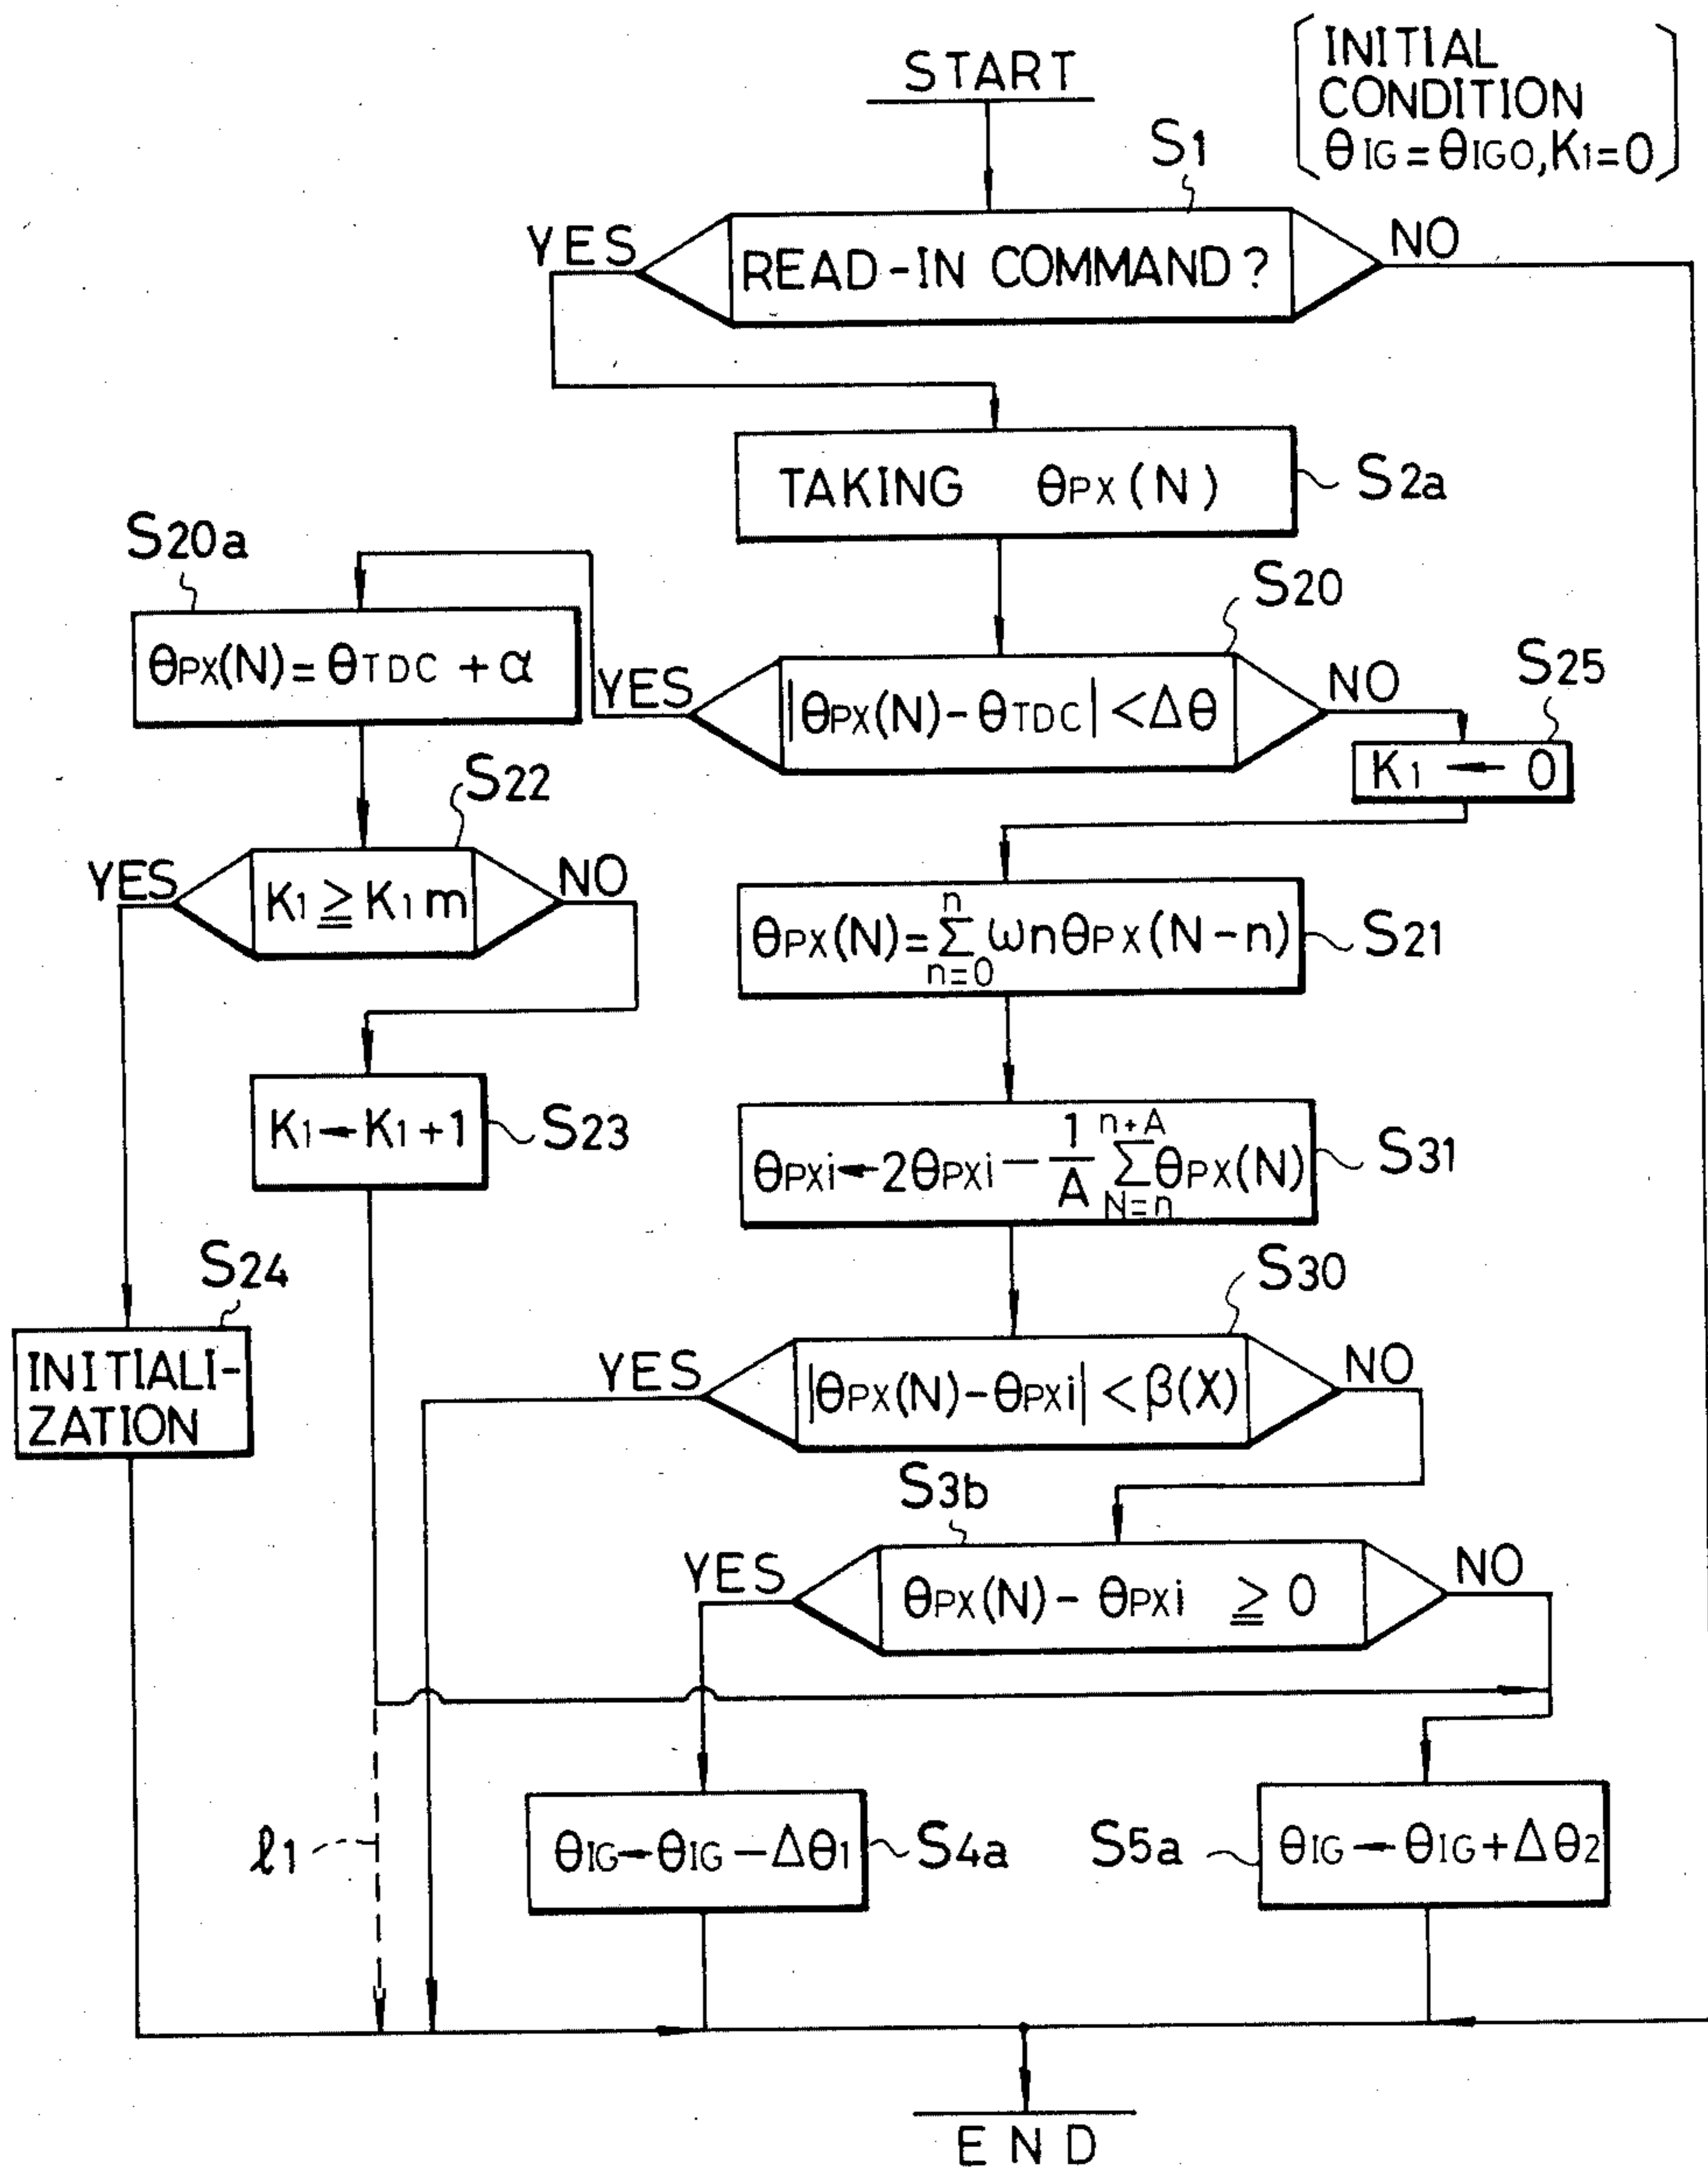 START
INITIAL
CONDITION
θIG=θIGO,K1=0
S1
YES
READ-IN COMMAND?
NO
TAKING θPX(N)
S2a
S20a
θPX(N)=θTDC+α
S20
YES
|θPX(N)-θTDC|<Δθ
NO
S25
K1←0
S22
YES
K1≧K1m
NO
θPX(N)=Σ(n=0, n)ωnθPX(N-n)
S21
K1←K1+1
S23
θPXi←2θPXi-1/A Σ(N=n, n+A)θPX(N)
S31
S24
INITIALI-
ZATION
S30
YES
|θPX(N)-θPXi|<β(X)
NO
S3b
YES
θPX(N)-θPXi ≧0
NO
ℓ1
θIG←θIG-Δθ1
S4a
S5a
θIG←θIG+Δθ2
END